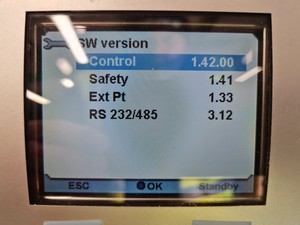 SW version
Control 1.42.00
Safety 1.41
Ext Pt 1.33
RS 232/485 3.12
ESC OK Standby